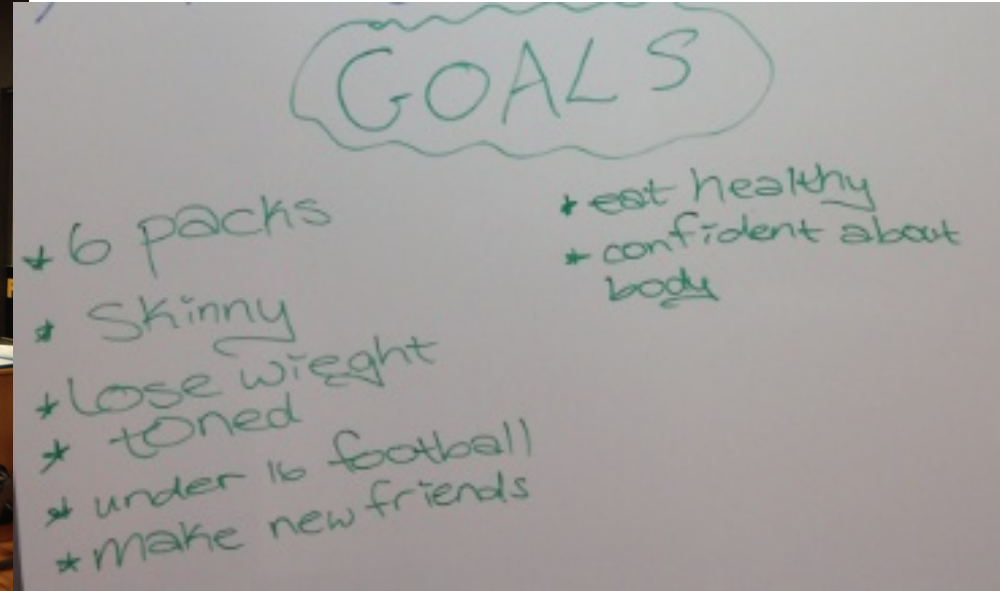 GOALS
* 6 packs
* Skinny
* Lose wieght
* toned
* under 16 football
* Make new friends
* eat healthy
* confident about
body